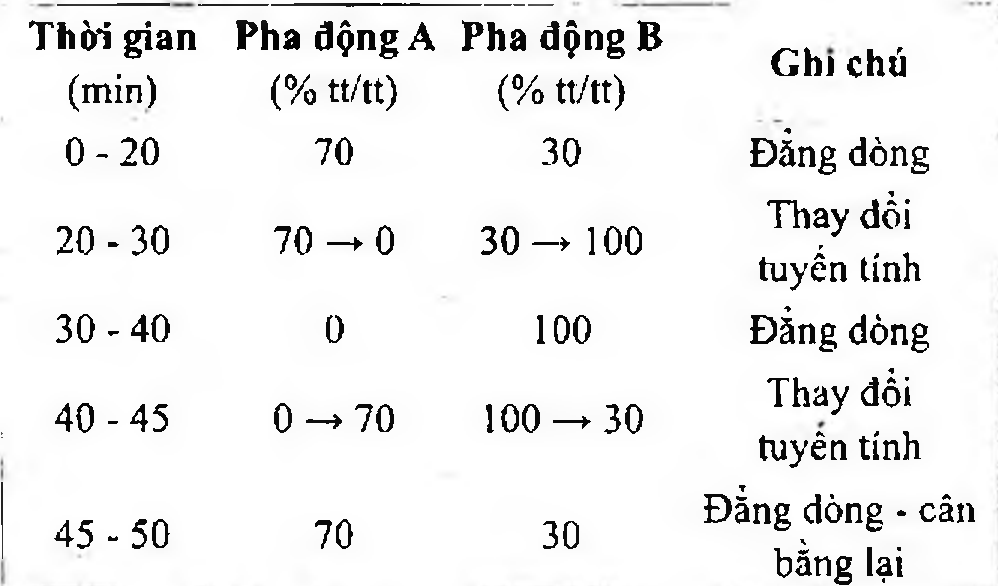 Thời gian Pha động A Pha động B Ghi chú
(min) (% tt/tt) (% tt/tt)
0 - 20 70 30 Đẳng dòng
20 - 30 70 → 0 30 → 100 Thay đổi
tuyến tính
30 - 40 0 100 Đẳng dòng
40 - 45 0 → 70 100 → 30 Thay đổi
tuyến tính
45 - 50 70 30 Đẳng dòng - cân
bằng lại